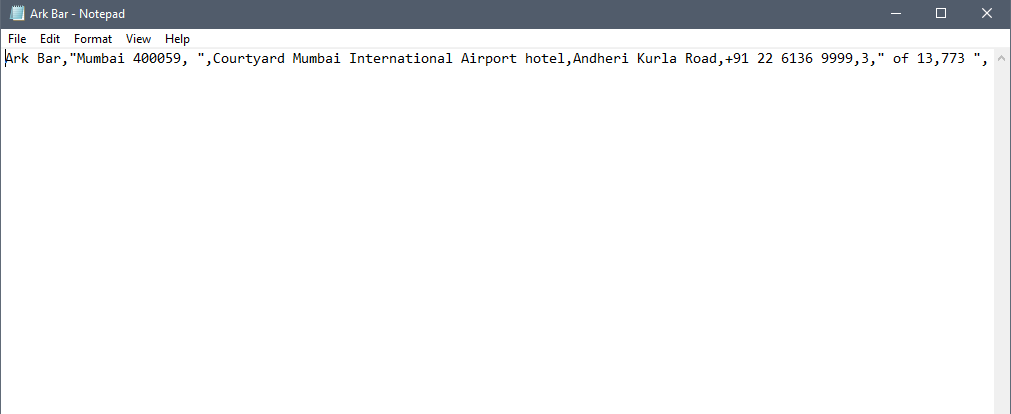 Ark Bar - Notepad
File Edit Format View Help
Ark Bar,"Mumbai 400059, ",Courtyard Mumbai International Airport hotel,Andheri Kurla Road,+91 22 6136 9999,3," of 13,773 ",